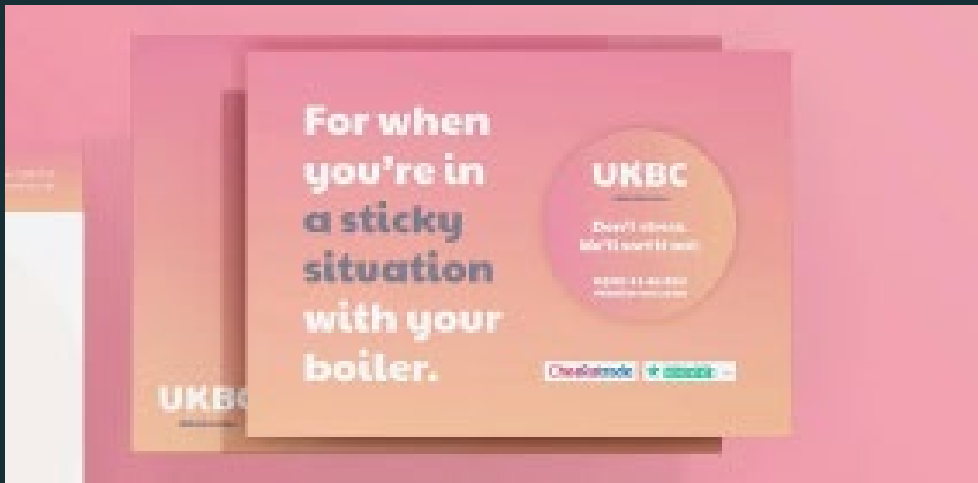 For when
you're in
a sticky
situation
with your
boiler.
UKBC
Don't stress.
We'll sort it out.
Checkatrade
UKBC